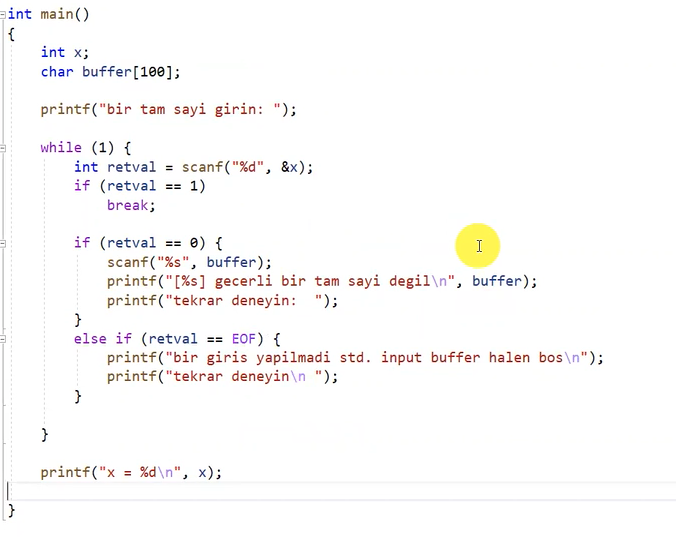 int main()
{
    int x;
    char buffer[100];

    printf("bir tam sayi girin: ");

    while (1) {
        int retval = scanf("%d", &x);
        if (retval == 1)
            break;

        if (retval == 0) {
            scanf("%s", buffer);
            printf("[%s] gecerli bir tam sayi degil\n", buffer);
            printf("tekrar deneyin:  ");
        }
        else if (retval == EOF) {
            printf("bir giris yapilmadi std. input buffer halen bos\n");
            printf("tekrar deneyin\n ");
        }

    }

    printf("x = %d\n", x);

}